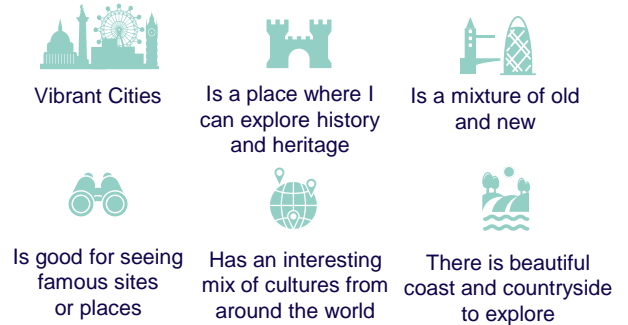 Vibrant Cities
Is a place where I
can explore history
and heritage
Is a mixture of old
and new
Is good for seeing
famous sites
or places
Has an interesting
mix of cultures from
around the world
There is beautiful
coast and countryside
to explore